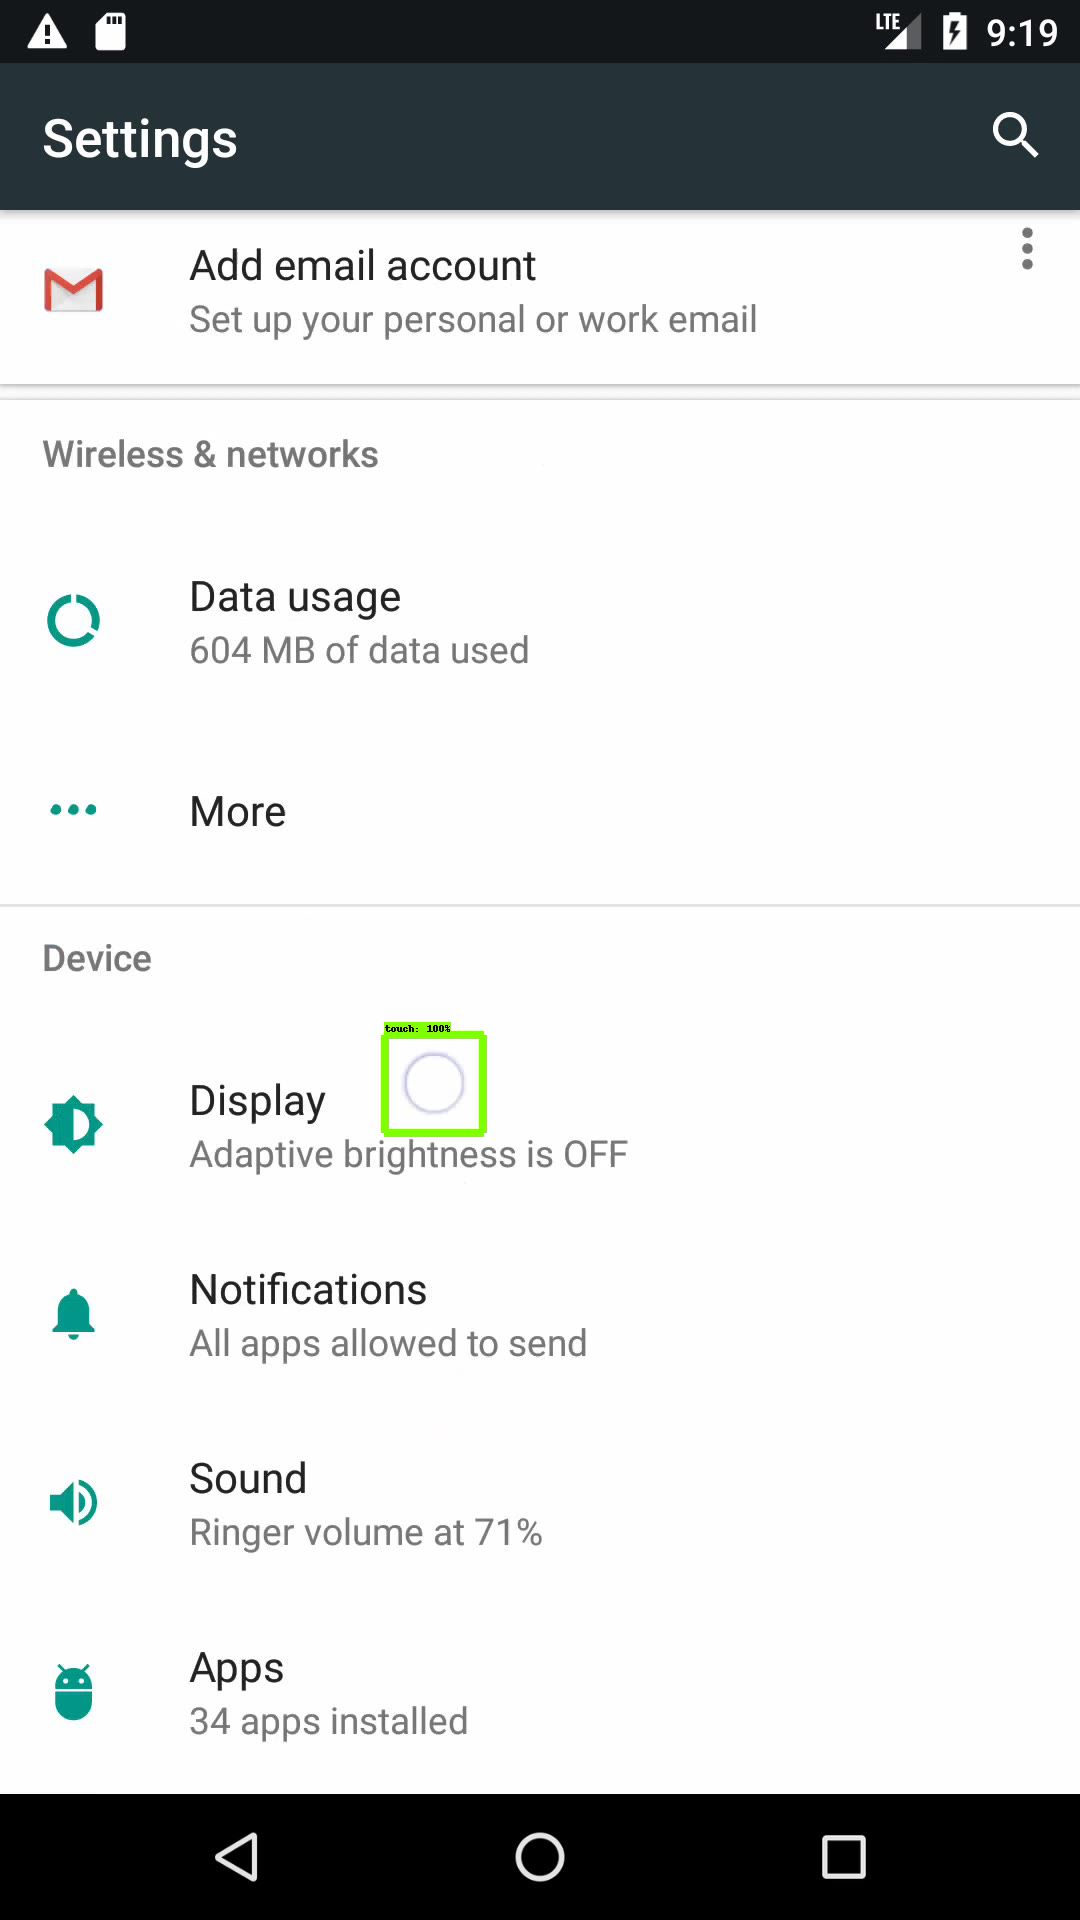 LTE 9:19
Settings
Add email account
Set up your personal or work email
Wireless & networks
Data usage
604 MB of data used
More
Device
touch: 100%
Display
Adaptive brightness is OFF
Notifications
All apps allowed to send
Sound
Ringer volume at 71%
Apps
34 apps installed